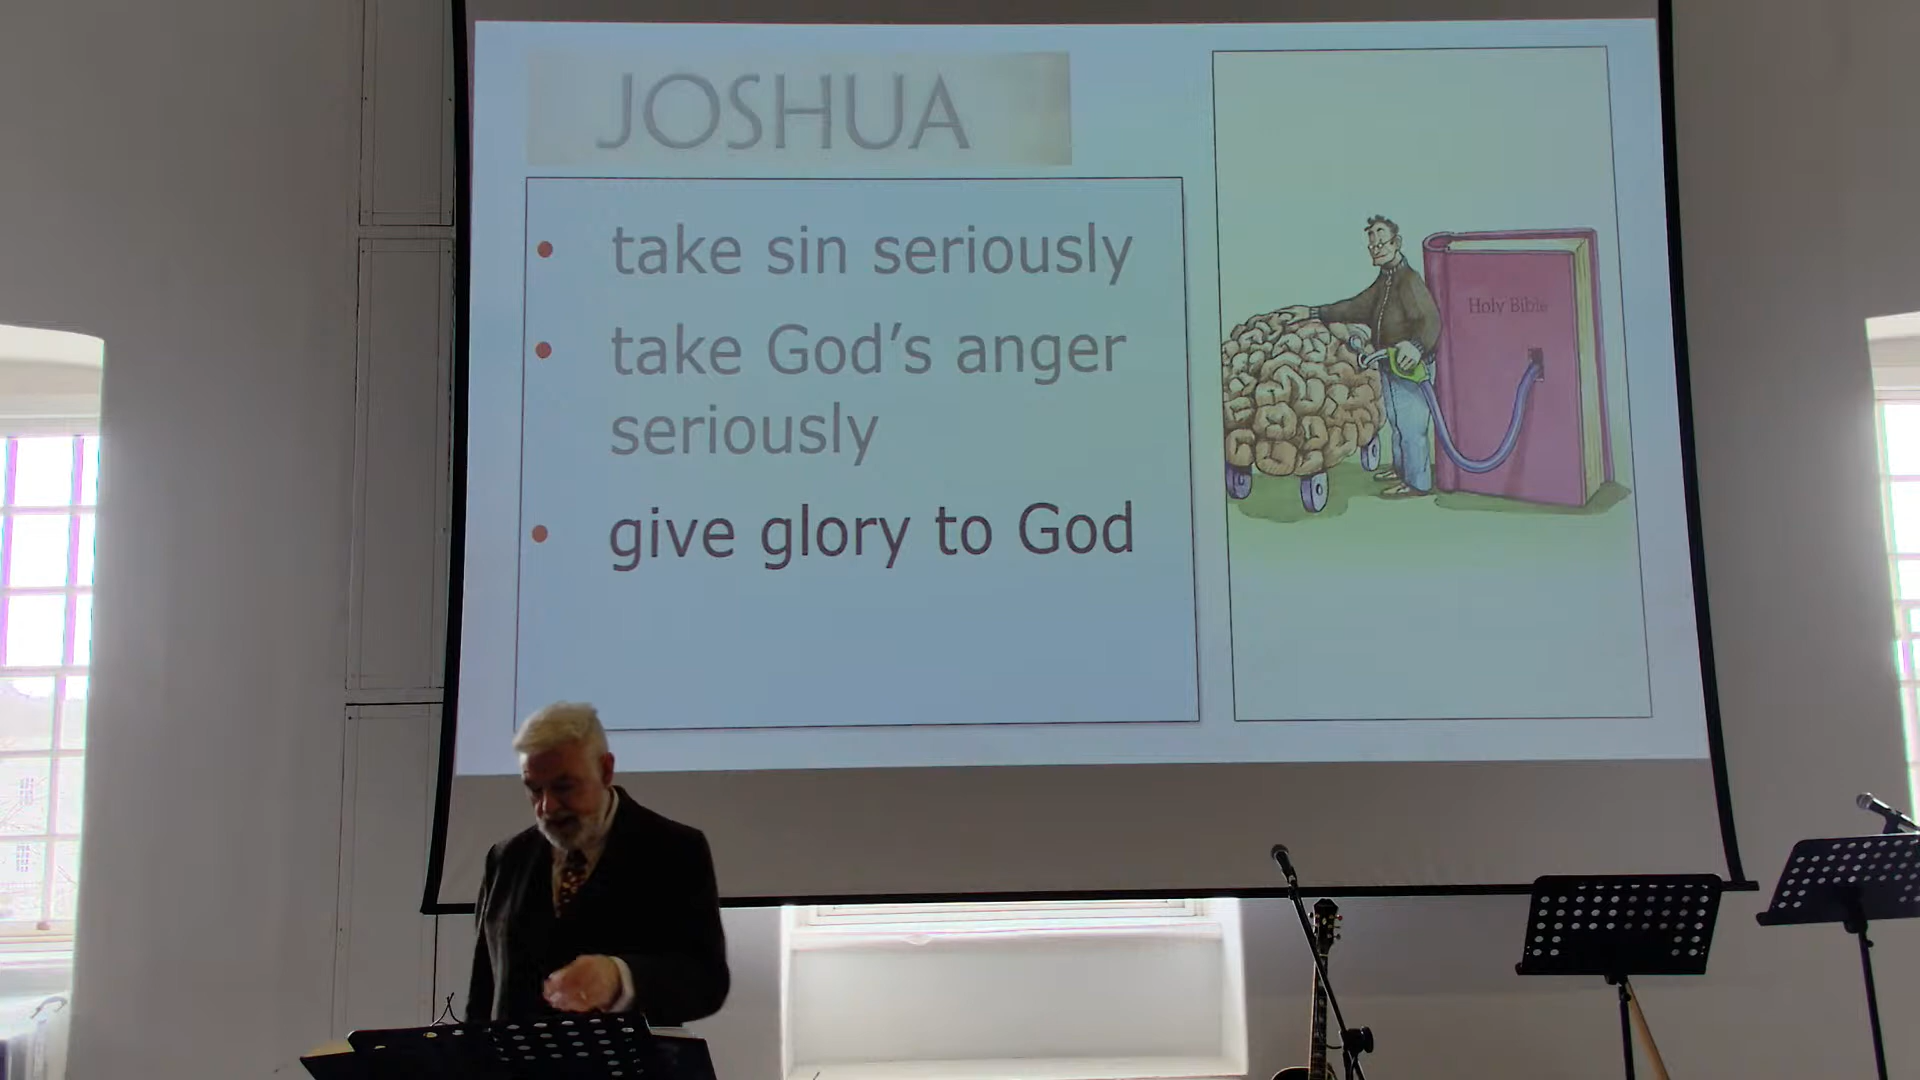 JOSHUA
• take sin seriously
• take God’s anger
seriously
• give glory to God
Holy Bible